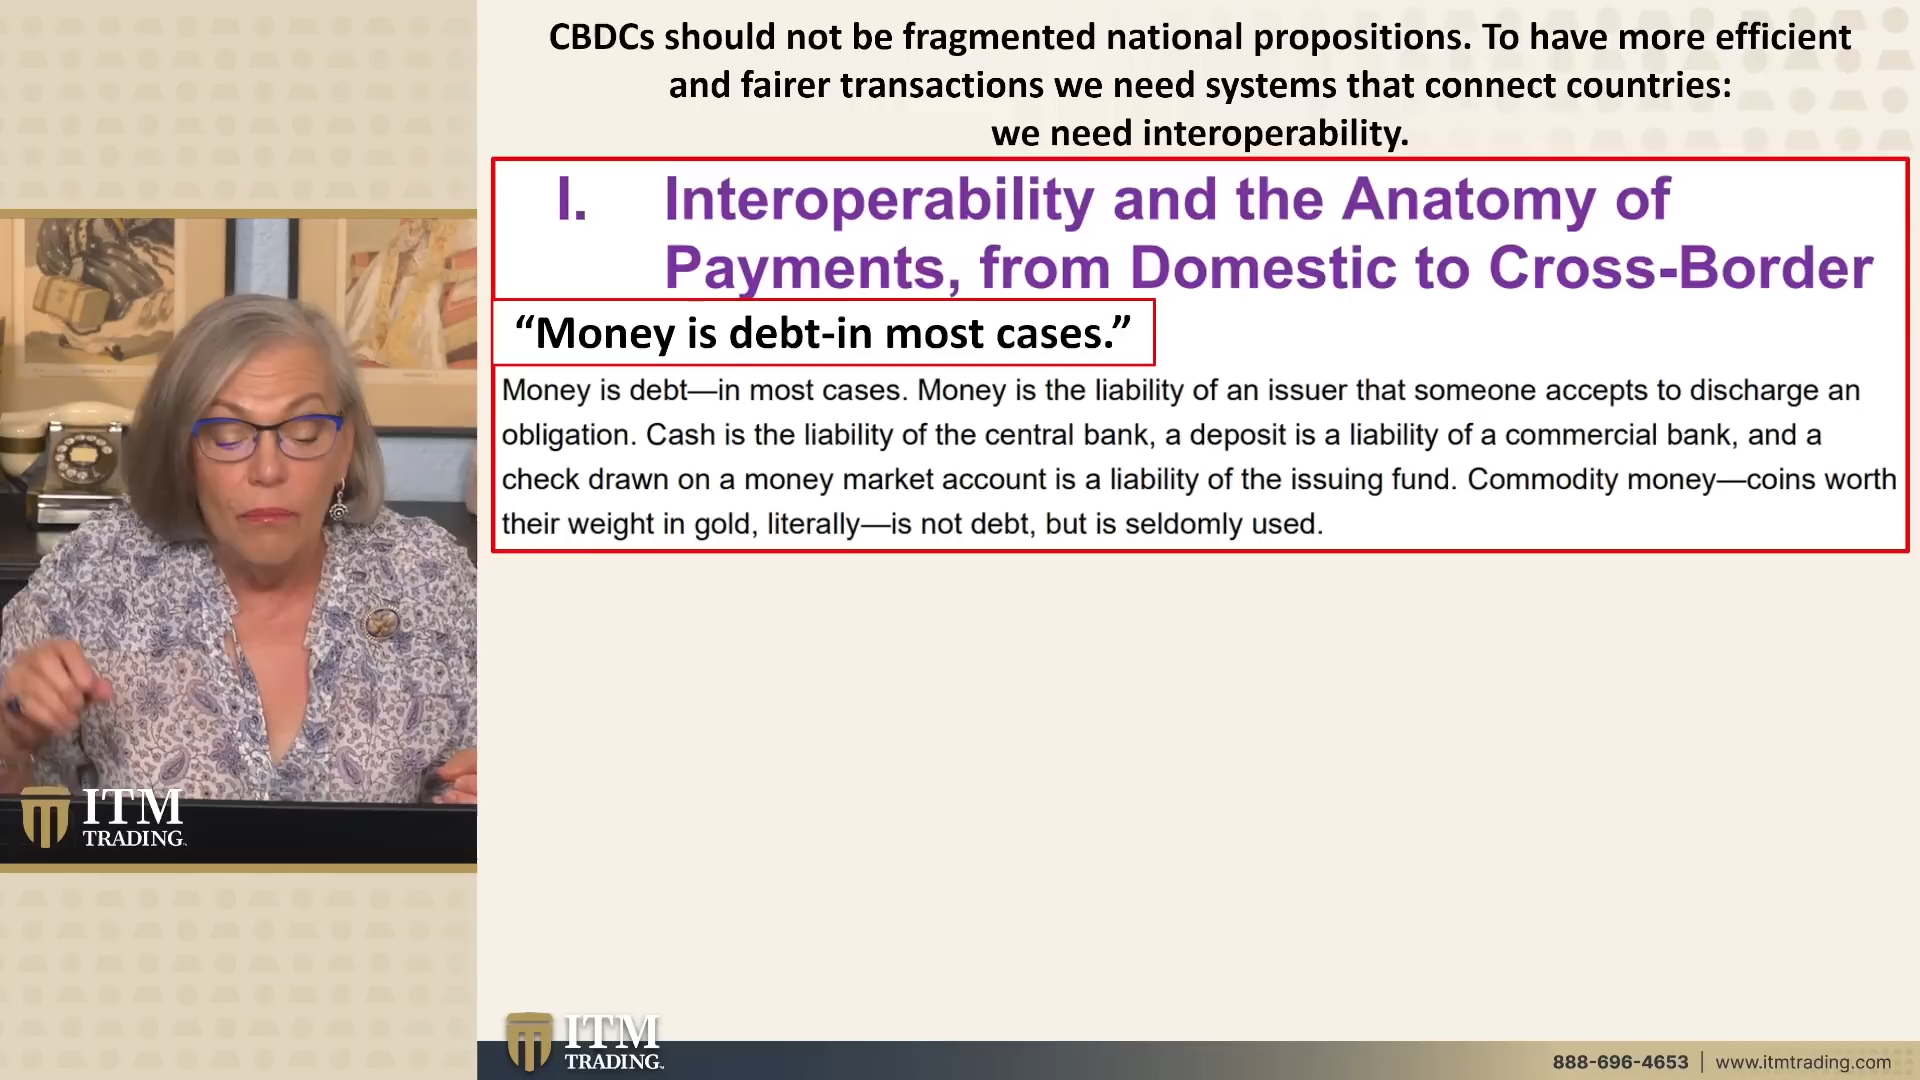 CBDCs should not be fragmented national propositions. To have more efficient
and fairer transactions we need systems that connect countries:
we need interoperability.
I. Interoperability and the Anatomy of
Payments, from Domestic to Cross-Border
“Money is debt-in most cases.”
Money is debt—in most cases. Money is the liability of an issuer that someone accepts to discharge an
obligation. Cash is the liability of the central bank, a deposit is a liability of a commercial bank, and a
check drawn on a money market account is a liability of the issuing fund. Commodity money—coins worth
their weight in gold, literally—is not debt, but is seldomly used.
ITM
TRADING
ITM
TRADING
888-696-4653 | www.itmtrading.com